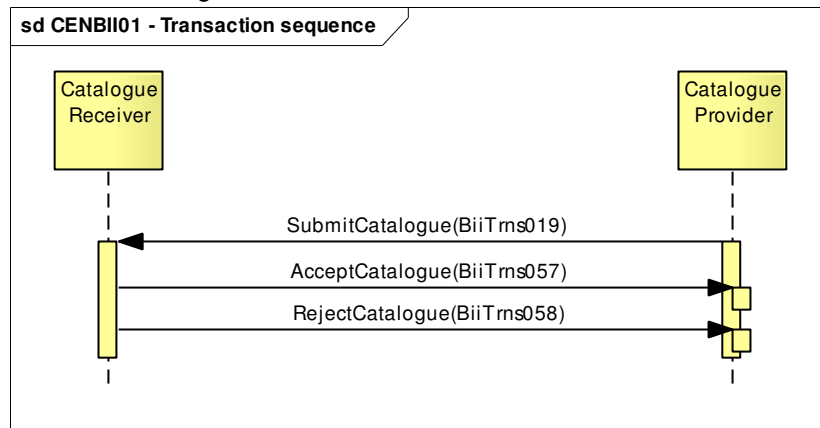 sd CENBII01 - Transaction sequence
Catalogue
Receiver
Catalogue
Provider
SubmitCatalogue(BiiTrns019)
AcceptCatalogue(BiiTrns057)
RejectCatalogue(BiiTrns058)